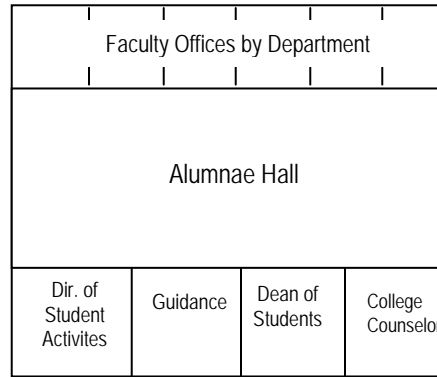 Faculty Offices by Department
Alumnae Hall
Dir. of
Student
Activites
Guidance
Dean of
Students
College
Counselor